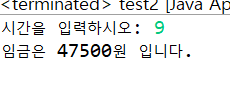 <terminated> test2 [Java Ap
시간을 입력하시오: 9
임금은 47500원 입니다.